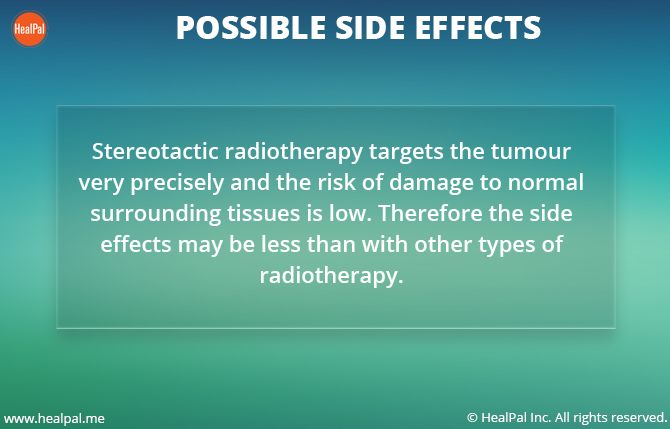 HealPal
POSSIBLE SIDE EFFECTS
Stereotactic radiotherapy targets the tumour
very precisely and the risk of damage to normal
surrounding tissues is low. Therefore the side
effects may be less than with other types of
radiotherapy.
www.healpal.me
© HealPal Inc. All rights reserved.